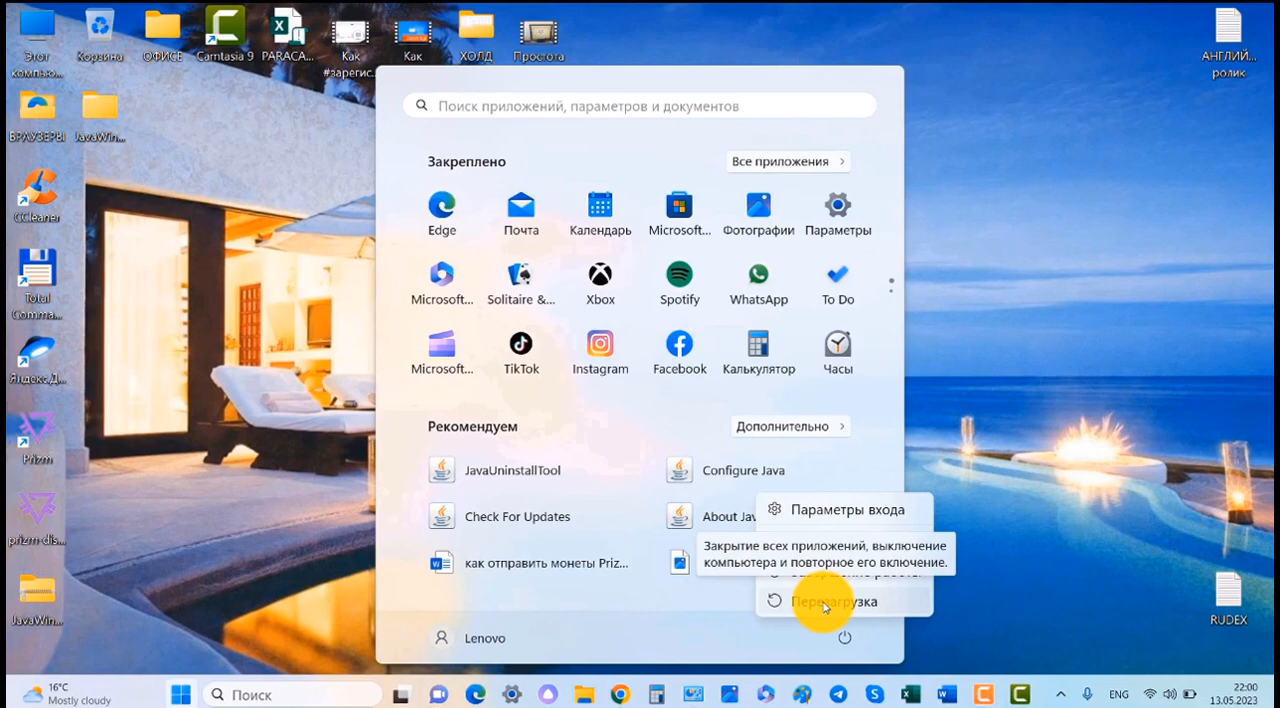 Этот
компью...
Корзина
ОФИСЕ
Camtasia 9
PARACA...
Как
#зарегис...
Как
ХОЛД
Простота
АНГЛИЙ...
ролик
БРАУЗЕРЫ
JavaWin...
CCleaner
Total
Comma...
Яндекс.Д...
Prizm
prizm-dis...
JavaWin...
RUDEX
Поиск приложений, параметров и документов
Закреплено
Все приложения
Edge
Почта
Календарь
Microsoft...
Фотографии
Параметры
Microsoft...
Solitaire &...
Xbox
Spotify
WhatsApp
To Do
Microsoft...
TikTok
Instagram
Facebook
Калькулятор
Часы
Рекомендуем
Дополнительно
JavaUninstallTool
Configure Java
Check For Updates
About Jav
как отправить монеты Priz...
Параметры входа
Закрытие всех приложений, выключение
компьютера и повторное его включение.
Перезагрузка
Lenovo
16°C
Mostly cloudy
Поиск
ENG
22:00
13.05.2023